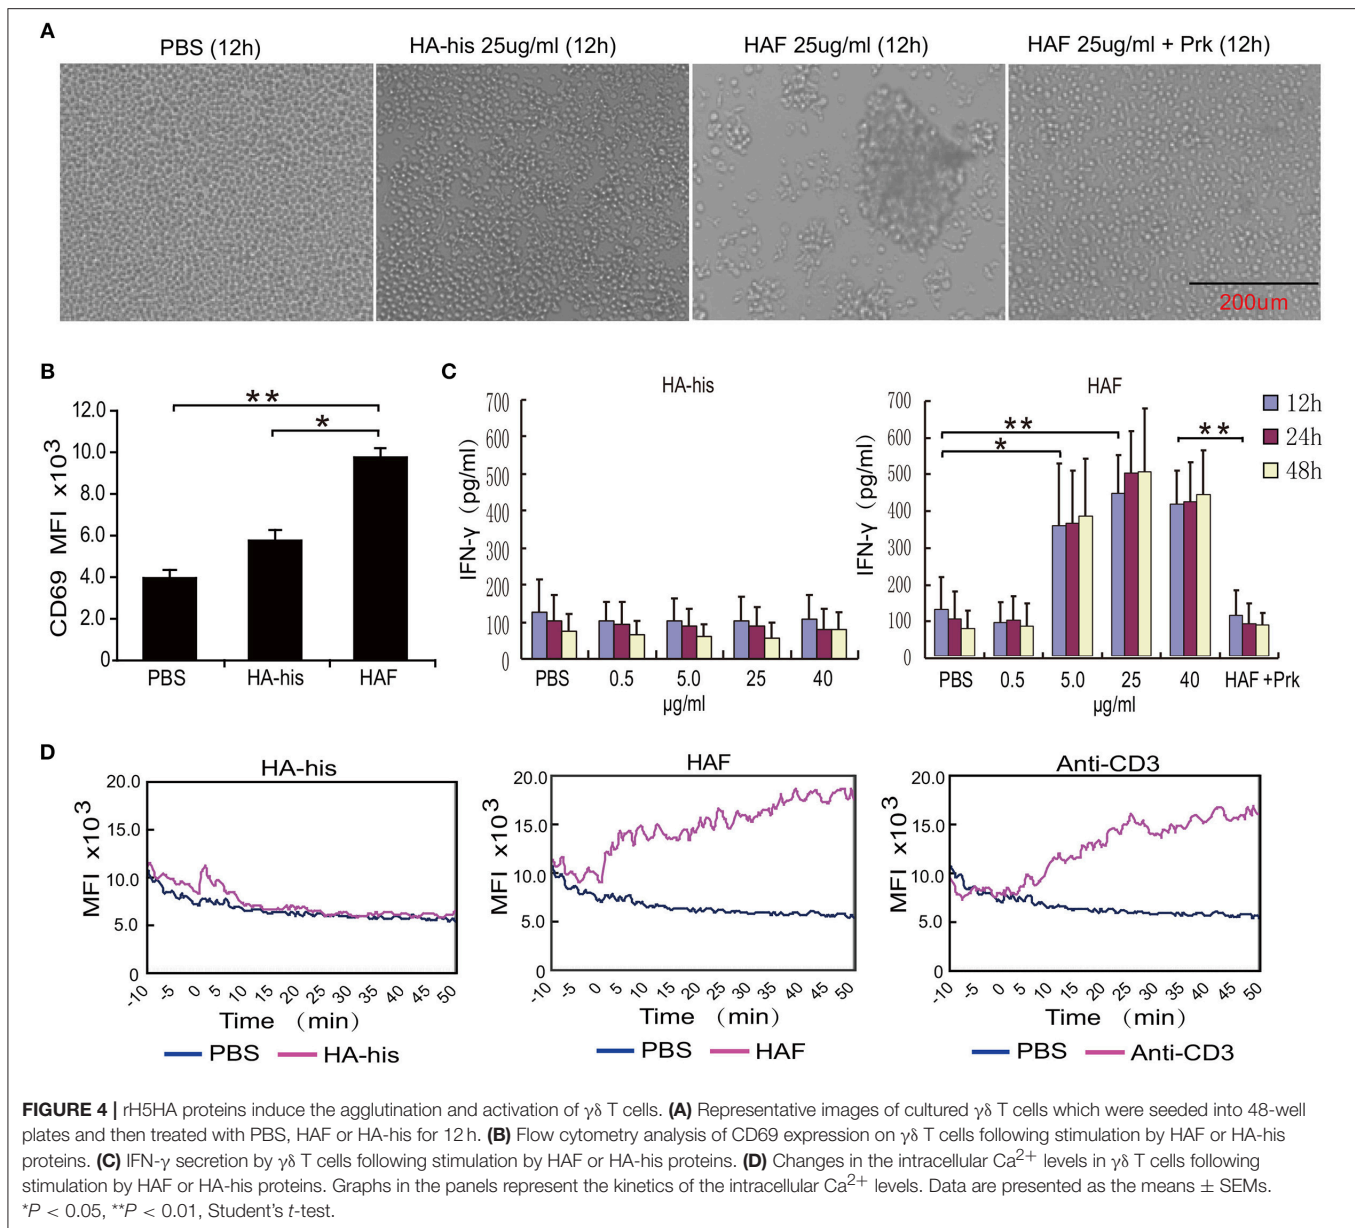 A
PBS (12h)
HA-his 25ug/ml (12h)
HAF 25ug/ml (12h)
HAF 25ug/ml + Prk (12h)
200um
B
CD69 MFI x10³
12.0
10.0
8.0
6.0
4.0
2.0
0
**
*
PBS
HA-his
HAF
C
HA-his
IFN-γ (pg/ml)
700
600
500
400
300
200
100
0
PBS
0.5
5.0
25
40
μg/ml
HAF
IFN-γ (pg/ml)
700
600
500
400
300
200
100
0
**
*
**
PBS
0.5
5.0
25
40
HAF +Prk
μg/ml
12h
24h
48h
D
HA-his
MFI x10³
20.0
15.0
10.0
5.0
0
-10 -5 0 5 10 15 20 25 30 35 40 45 50
Time (min)
PBS HA-his
HAF
MFI x10³
20.0
15.0
10.0
5.0
0
-10 -5 0 5 10 15 20 25 30 35 40 45 50
Time (min)
PBS HAF
Anti-CD3
MFI x10³
20.0
15.0
10.0
5.0
0
-10 -5 0 5 10 15 20 25 30 35 40 45 50
Time (min)
PBS Anti-CD3
FIGURE 4 | rH5HA proteins induce the agglutination and activation of γδ T cells. (A) Representative images of cultured γδ T cells which were seeded into 48-well
plates and then treated with PBS, HAF or HA-his for 12 h. (B) Flow cytometry analysis of CD69 expression on γδ T cells following stimulation by HAF or HA-his
proteins. (C) IFN-γ secretion by γδ T cells following stimulation by HAF or HA-his proteins. (D) Changes in the intracellular Ca²⁺ levels in γδ T cells following
stimulation by HAF or HA-his proteins. Graphs in the panels represent the kinetics of the intracellular Ca²⁺ levels. Data are presented as the means ± SEMs.
*P < 0.05, **P < 0.01, Student's t-test.